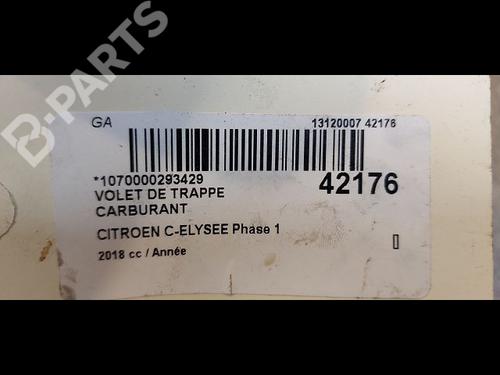 B-PARTS
GA
13120007 42176
*1070000293429
42176
VOLET DE TRAPPE
CARBURANT
CITROEN C-ELYSEE Phase 1
2018 cc / Année